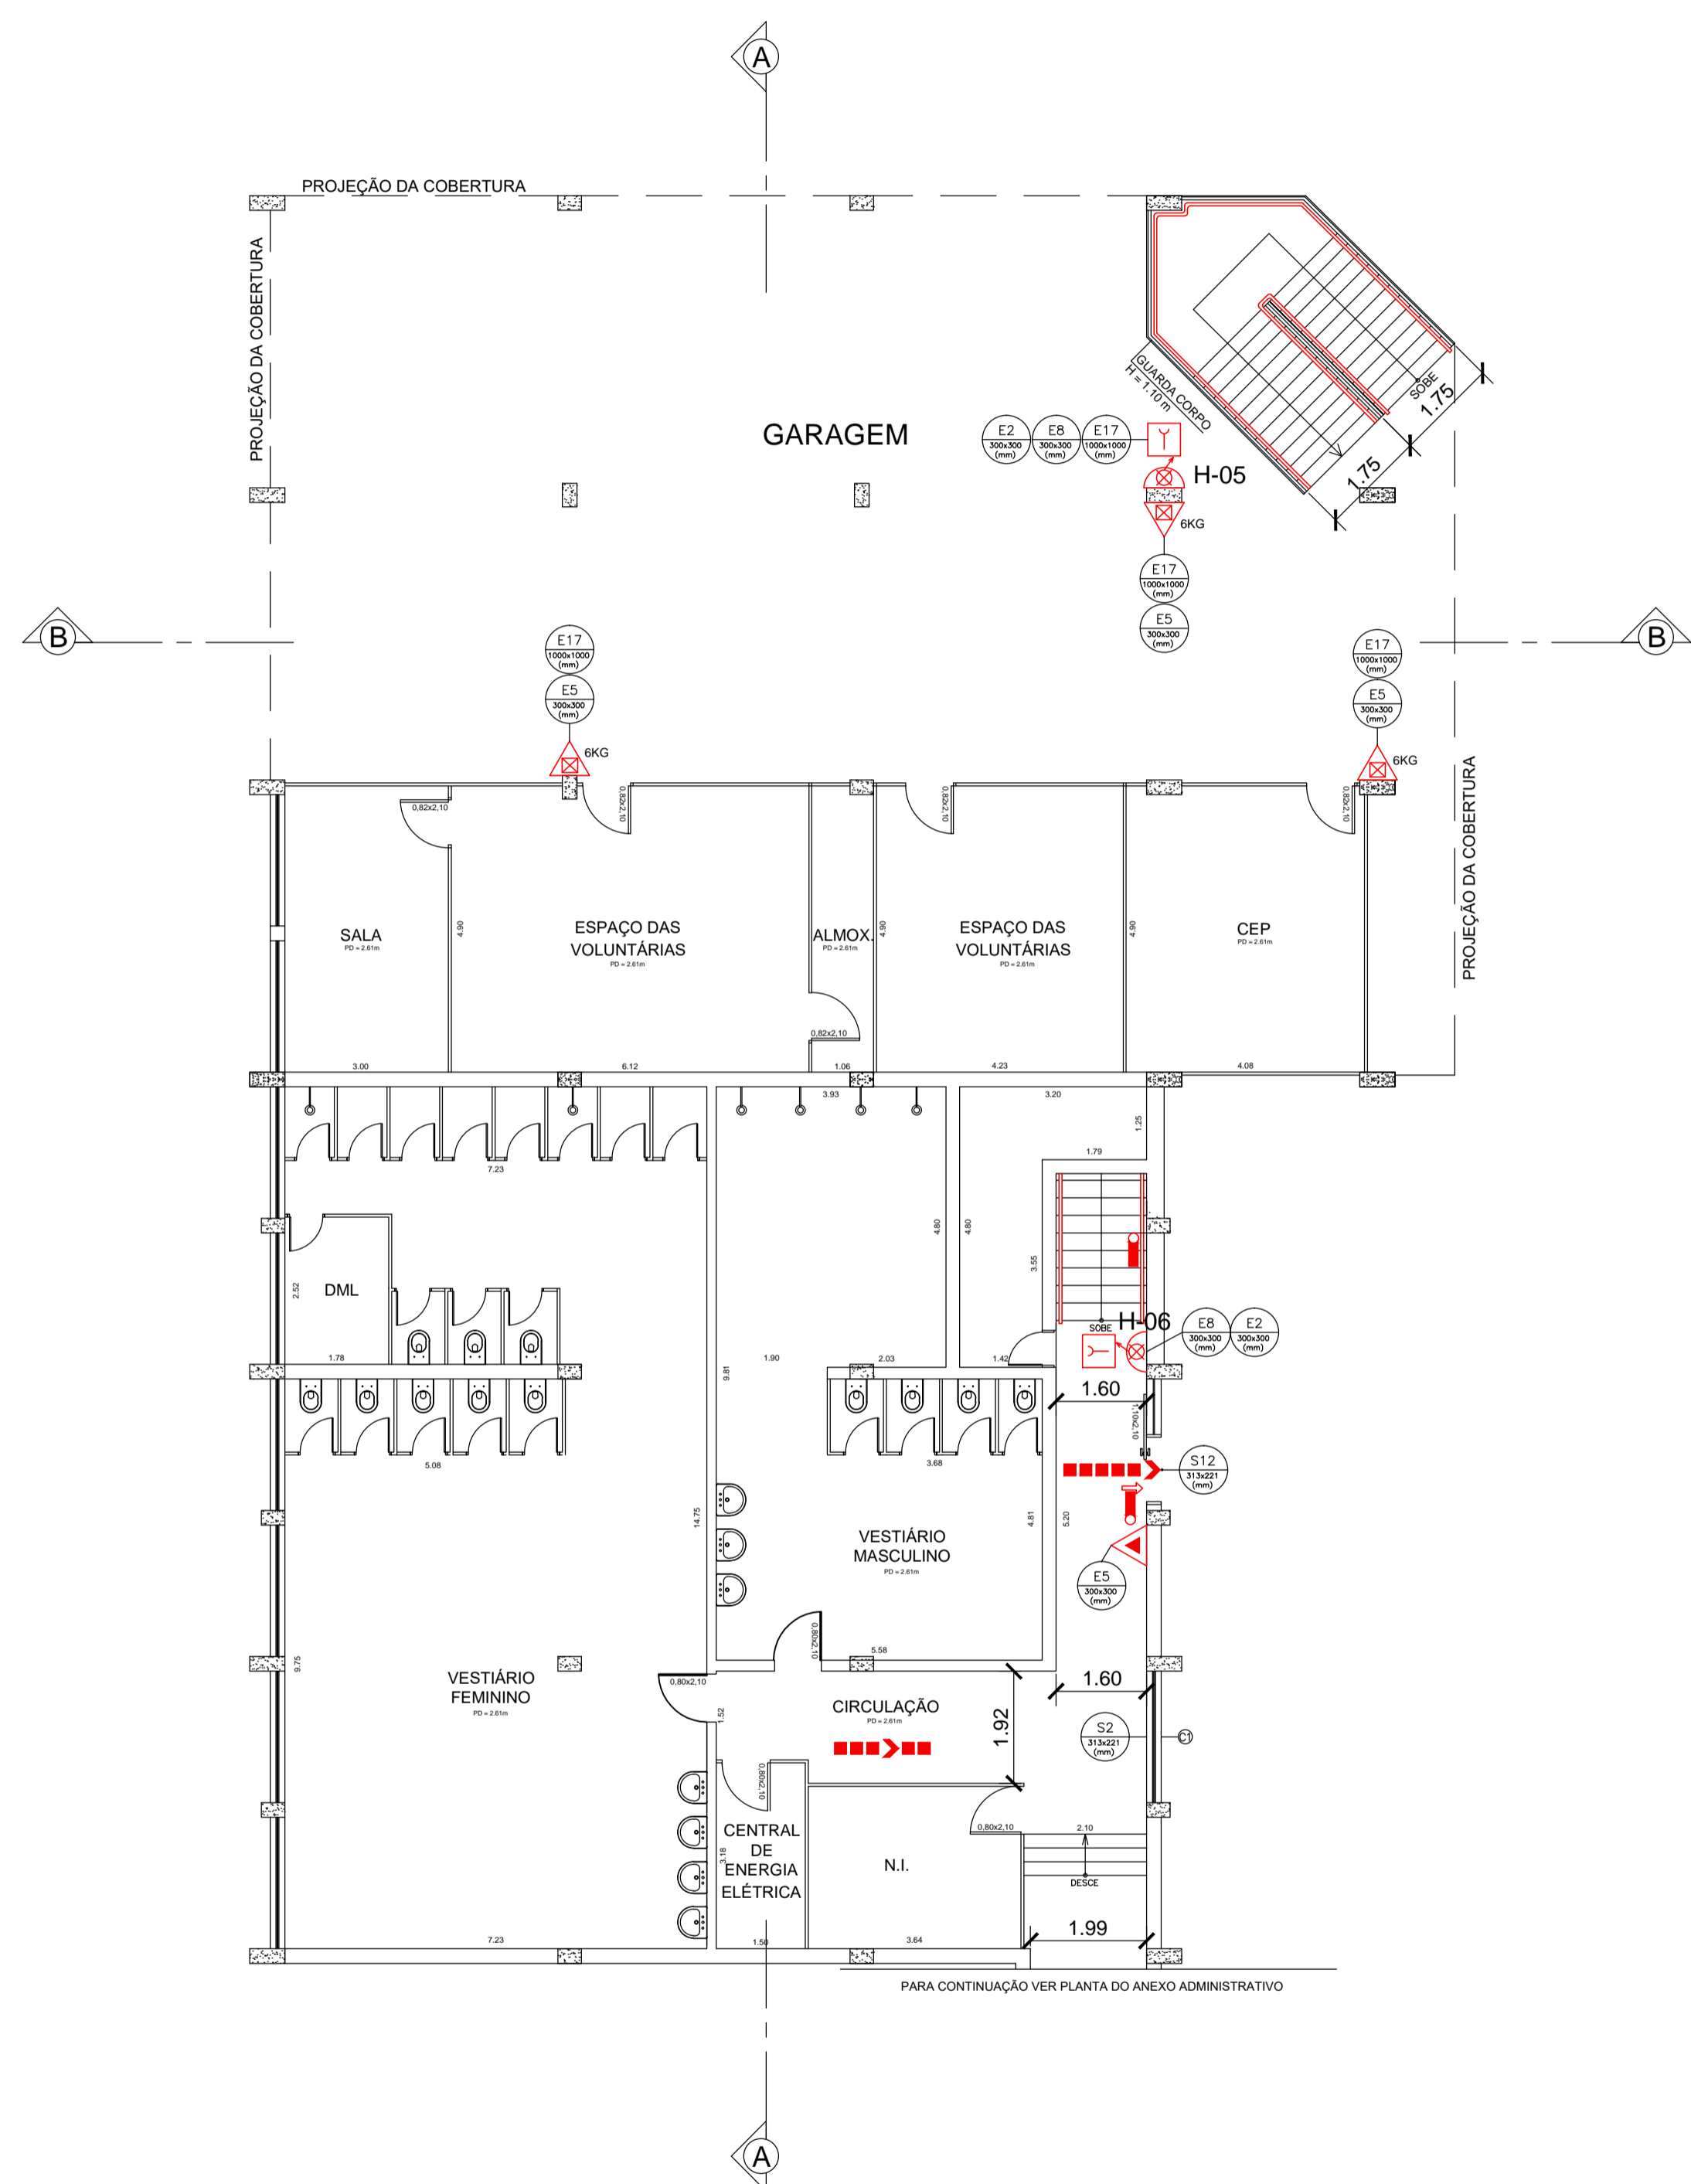 A
PROJEÇÃO DA COBERTURA
PROJEÇÃO DA COBERTURA
GUARDA CORPO
H = 1.10 m
SOBE
1.75
1.75
GARAGEM
E2
300x300
(mm)
E8
300x300
(mm)
E17
1000x1000
(mm)
H-05
6KG
E17
1000x1000
(mm)
E5
300x300
(mm)
B
B
E17
1000x1000
(mm)
E5
300x300
(mm)
6KG
E17
1000x1000
(mm)
E5
300x300
(mm)
6KG
PROJEÇÃO DA COBERTURA
0,82x2,10
0,82x2,10
0,82x2,10
0,82x2,10
SALA
PD = 2.61m
4.90
ESPAÇO DAS
VOLUNTÁRIAS
PD = 2.61m
ALMOX.
PD = 2.61m
4.90
ESPAÇO DAS
VOLUNTÁRIAS
PD = 2.61m
4.90
CEP
PD = 2.61m
0,82x2,10
3.00
6.12
1.06
4.23
4.08
3.93
3.20
1.25
1.79
7.23
4.80
4.80
3.55
2.52
DML
SOBE
H-06
E8
300x300
(mm)
E2
300x300
(mm)
1.78
1.90
2.03
1.42
9.81
1.60
1,10x2,10
5.08
3.68
S12
313x221
(mm)
14.75
4.81
5.20
VESTIÁRIO
MASCULINO
PD = 2.61m
E5
300x300
(mm)
0,80x2,10
5.58
9.75
VESTIÁRIO
FEMININO
PD = 2.61m
0,80x2,10
1.52
CIRCULAÇÃO
PD = 2.61m
1.92
1.60
S2
313x221
(mm)
C1
0,80x2,10
CENTRAL
DE
ENERGIA
ELÉTRICA
3.18
N.I.
0,80x2,10
2.10
DESCE
7.23
1.50
3.64
1.99
PARA CONTINUAÇÃO VER PLANTA DO ANEXO ADMINISTRATIVO
A